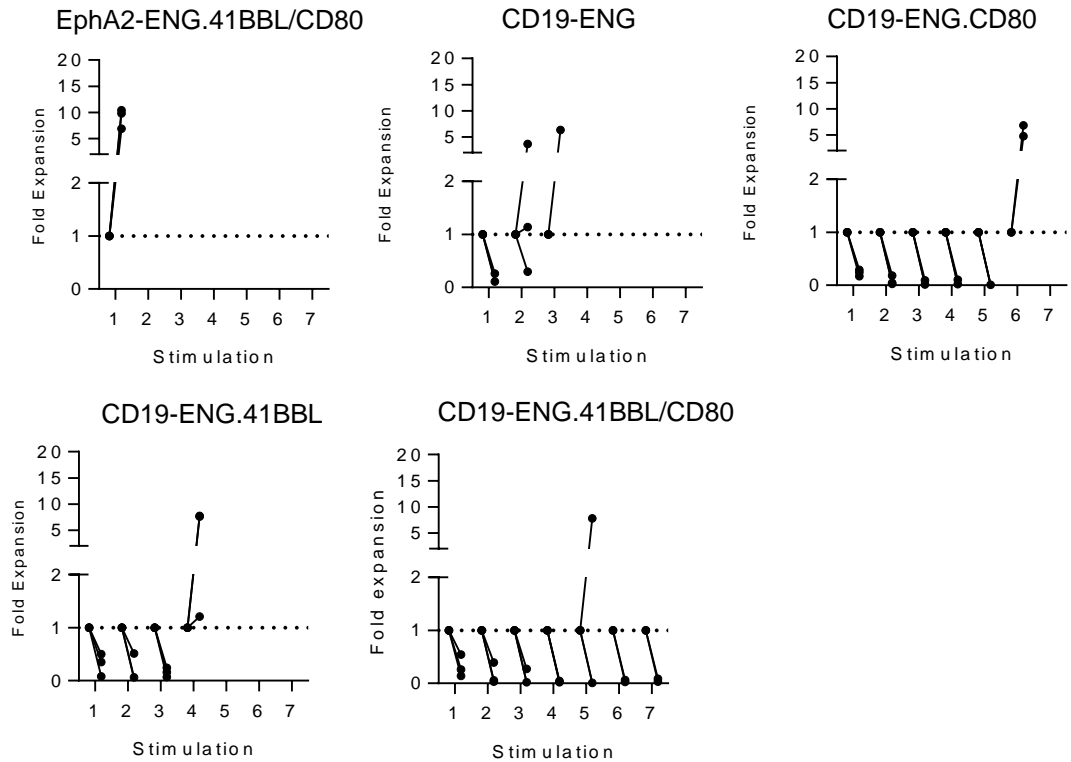 EphA2-ENG.41BBL/CD80
20
15
10
5
2
1
0
Fold Expansion
1 2 3 4 5 6 7
Stimulation
CD19-ENG
20
15
10
5
2
1
0
Fold Expansion
1 2 3 4 5 6 7
Stimulation
CD19-ENG.CD80
20
15
10
5
2
1
0
Fold Expansion
1 2 3 4 5 6 7
Stimulation
CD19-ENG.41BBL
20
15
10
5
2
1
0
Fold Expansion
1 2 3 4 5 6 7
Stimulation
CD19-ENG.41BBL/CD80
20
15
10
5
2
1
0
Fold expansion
1 2 3 4 5 6 7
Stimulation